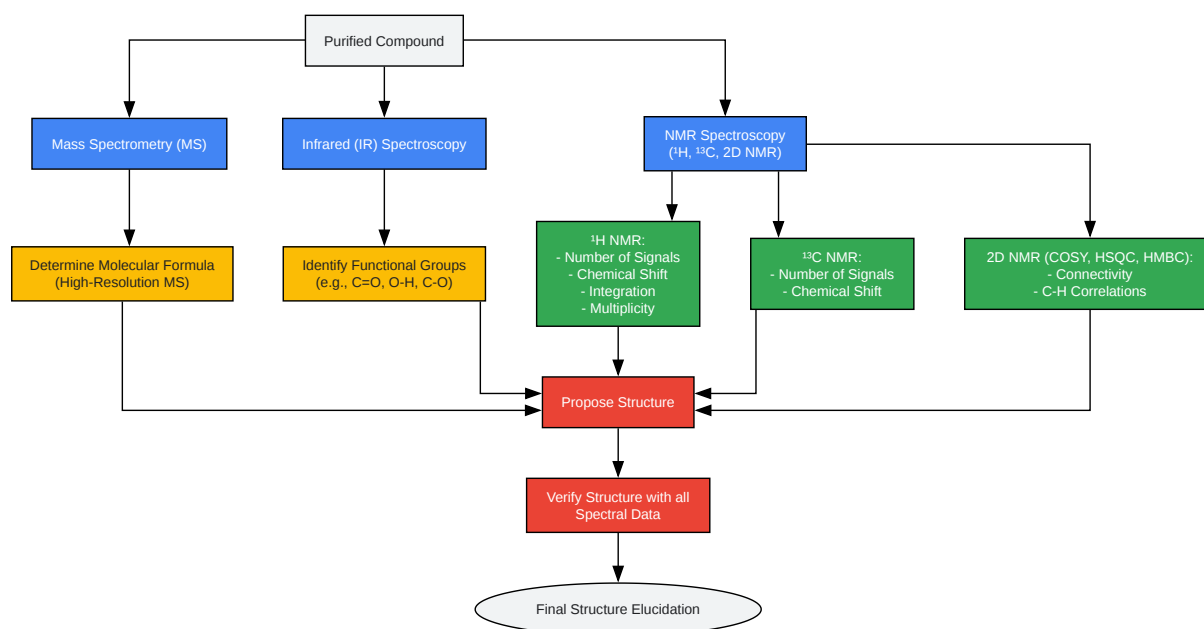 Purified Compound
Mass Spectrometry (MS)
Infrared (IR) Spectroscopy
NMR Spectroscopy
(¹H, ¹³C, 2D NMR)
Determine Molecular Formula
(High-Resolution MS)
Identify Functional Groups
(e.g., C=O, O-H, C-O)
¹H NMR:
- Number of Signals
- Chemical Shift
- Integration
- Multiplicity
¹³C NMR:
- Number of Signals
- Chemical Shift
2D NMR (COSY, HSQC, HMBC):
- Connectivity
- C-H Correlations
Propose Structure
Verify Structure with all
Spectral Data
Final Structure Elucidation